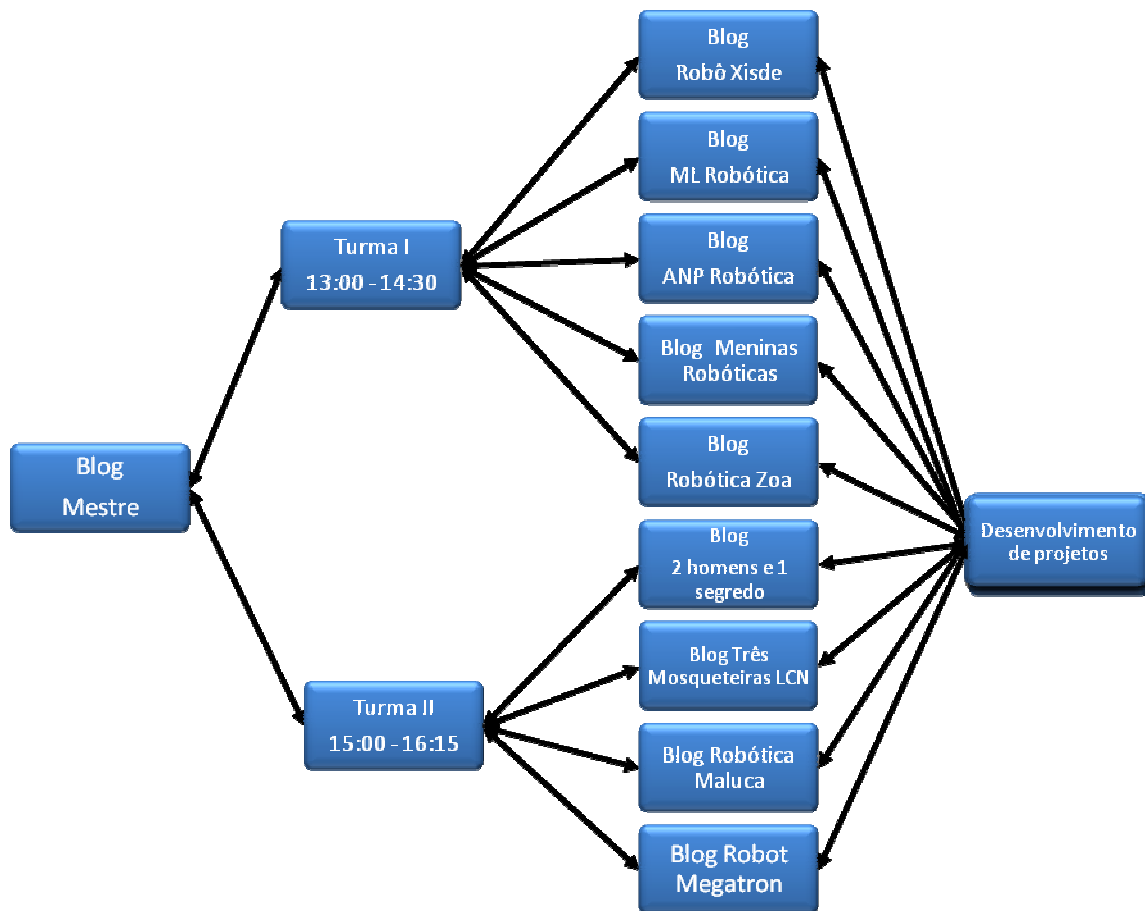 Blog
Mestre
Turma I
13:00 - 14:30
Turma II
15:00 - 16:15
Blog
Robô Xisde
Blog
ML Robótica
Blog
ANP Robótica
Blog Meninas
Robóticas
Blog
Robótica Zoa
Blog
2 homens e 1
segredo
Blog Três
Mosqueteiras LCN
Blog Robótica
Maluca
Blog Robot
Megatron
Desenvolvimento
de projetos